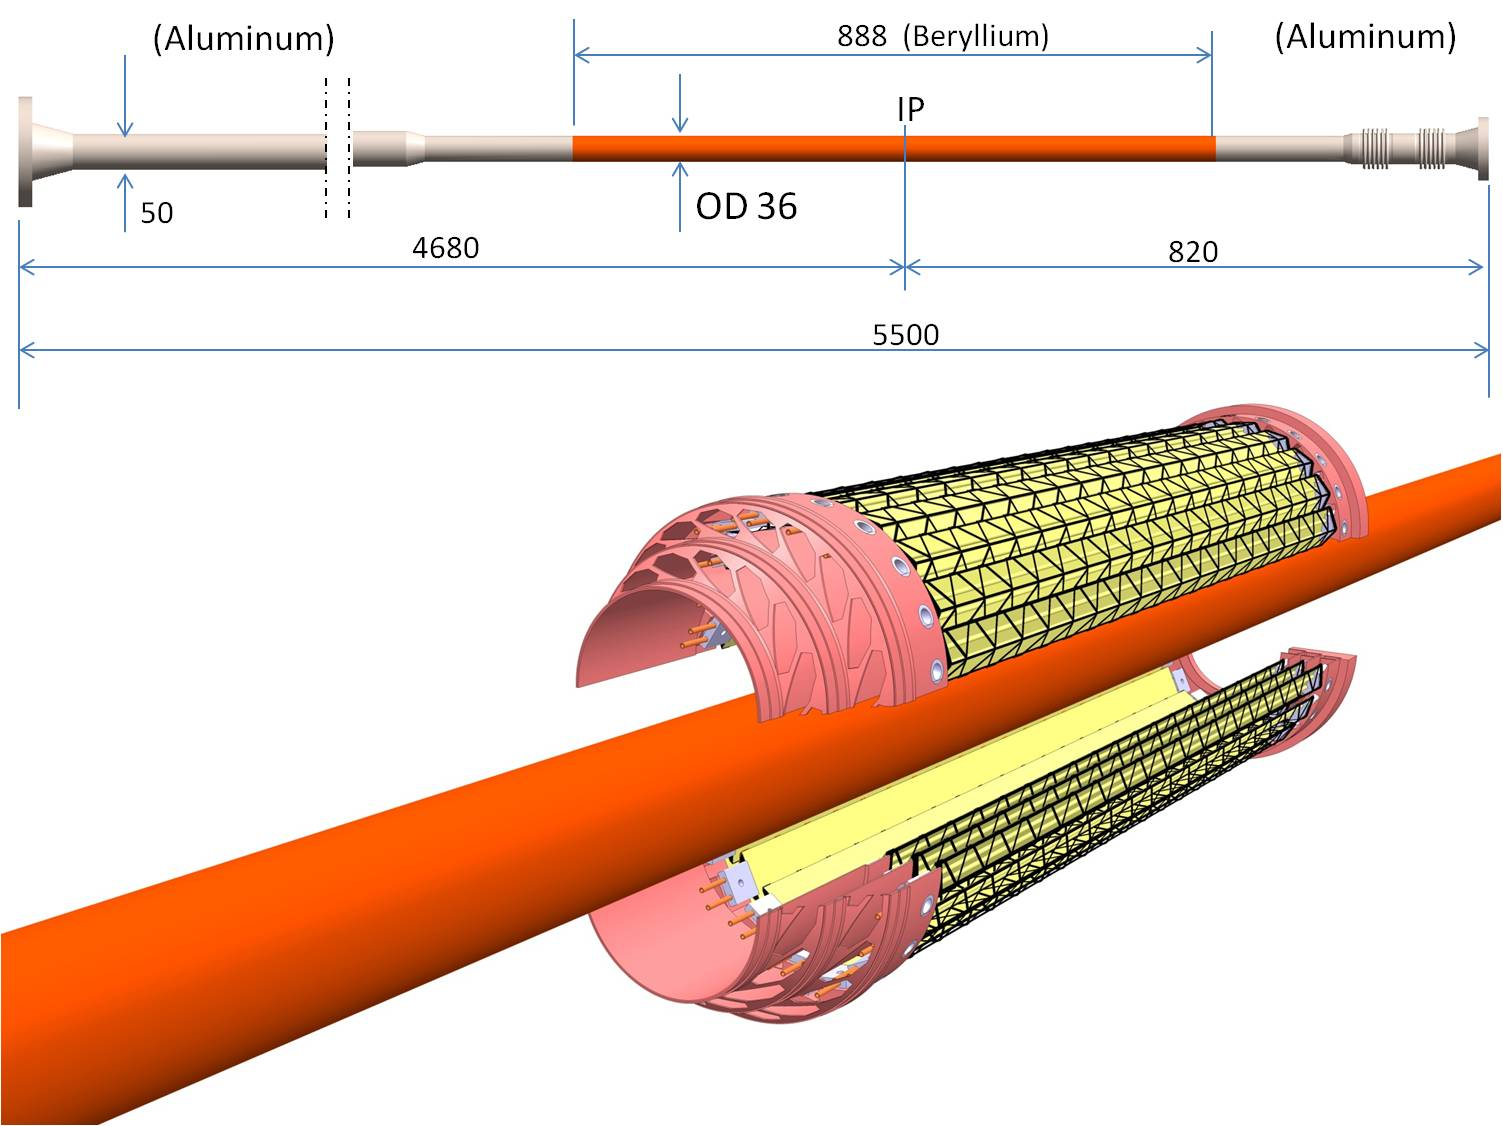 (Aluminum)
888 (Beryllium)
(Aluminum)
IP
50
OD 36
4680
820
5500